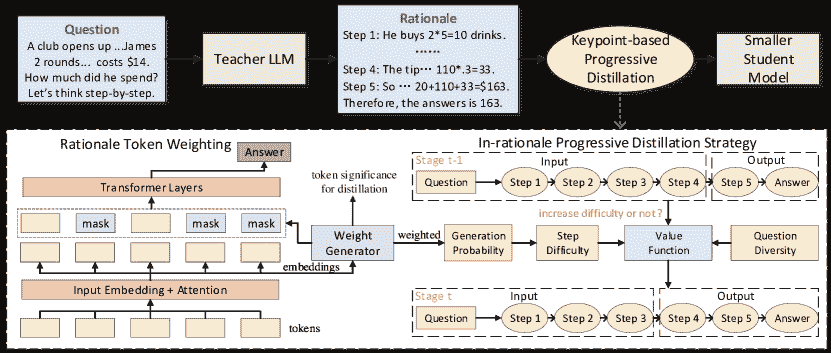 Question
A club opens up ...James
2 rounds... costs $14.
How much did he spend?
Let's think step-by-step.
Teacher LLM
Rationale
Step 1: He buys 2*5=10 drinks.
······
Step 4: The tip··· 110*.3=33.
Step 5: So ··· 20+110+33=$163.
Therefore, the answers is 163.
Keypoint-based
Progressive
Distillation
Smaller
Student
Model
Rationale Token Weighting
Answer
Transformer Layers
mask
mask
mask
embeddings
Input Embedding + Attention
tokens
token significance
for distillation
Weight
Generator
weighted
In-rationale Progressive Distillation Strategy
Stage t-1
Input
Output
Question
Step 1
Step 2
Step 3
Step 4
Step 5
Answer
increase difficulty or not ?
Generation
Probability
Step
Difficulty
Value
Function
Question
Diversity
Stage t
Input
Output
Question
Step 1
Step 2
Step 3
Step 4
Step 5
Answer